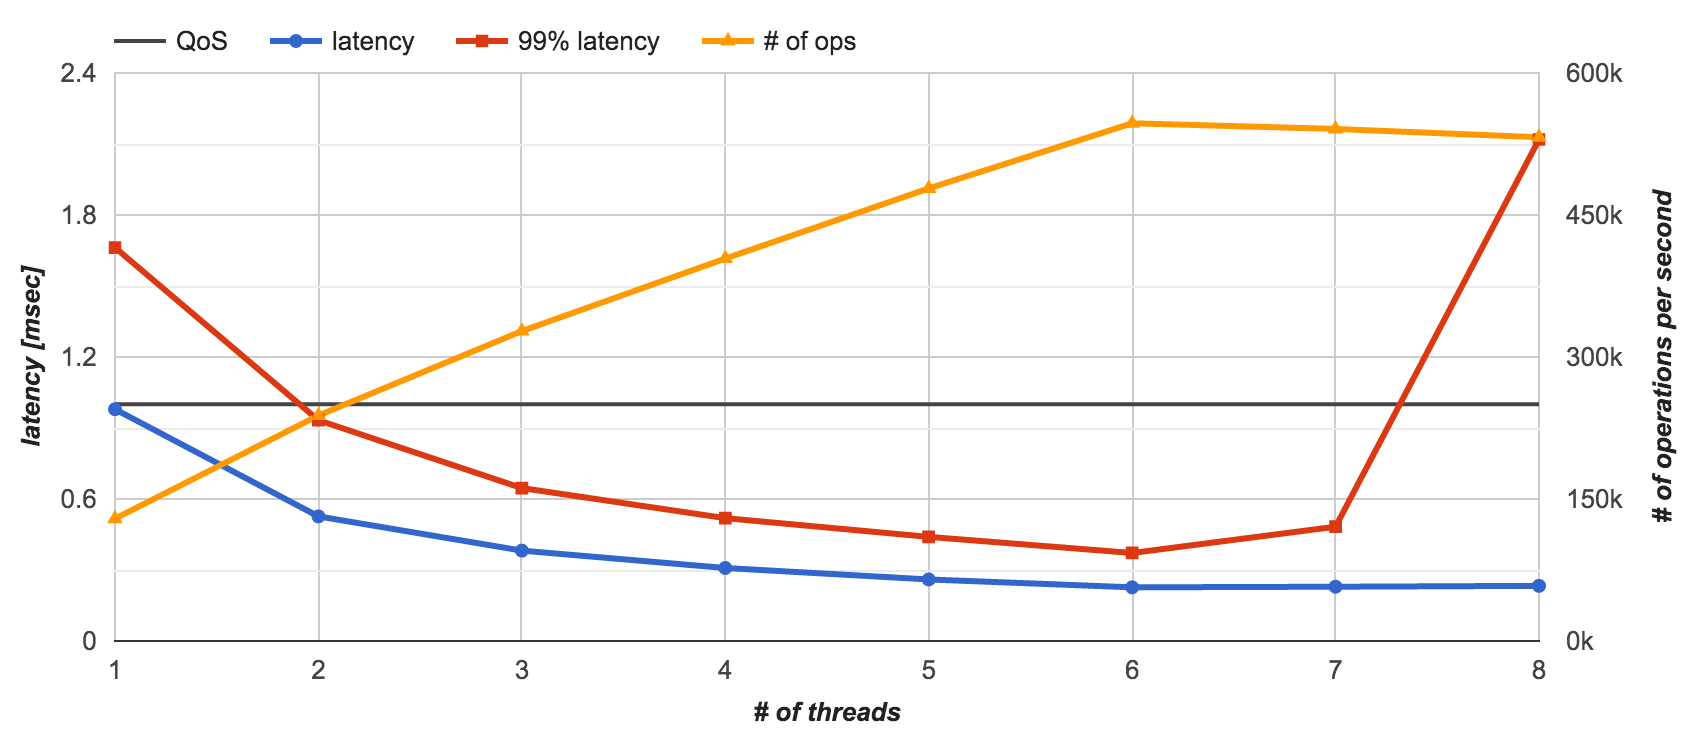 QoS latency 99% latency # of ops
2.4 600k
1.8 450k
1.2 300k
0.6 150k
0 0k
latency [msec]
# of operations per second
1 2 3 4 5 6 7 8
# of threads